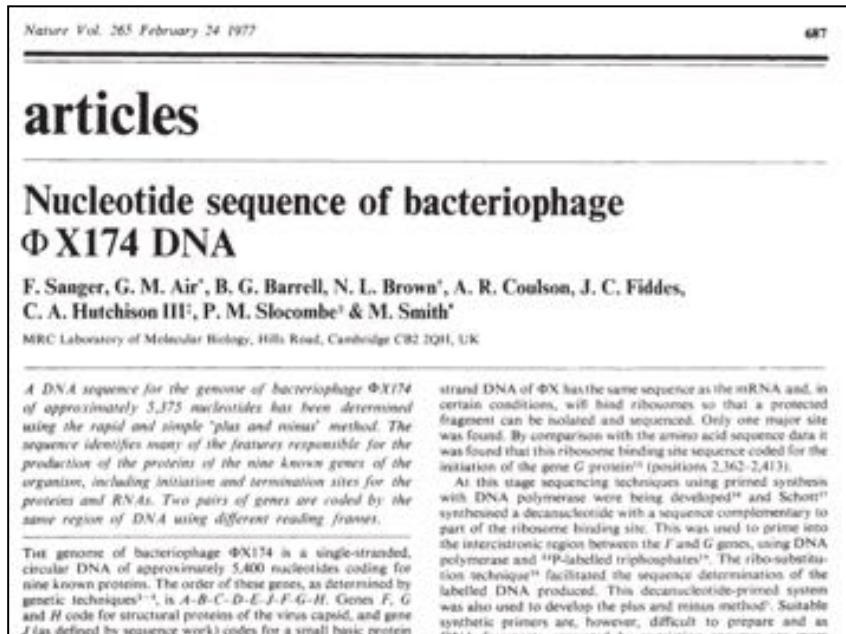 Nature Vol. 265 February 24 1977
687
articles
Nucleotide sequence of bacteriophage
ΦX174 DNA
F. Sanger, G. M. Air*, B. G. Barrell, N. L. Brown*, A. R. Coulson, J. C. Fiddes,
C. A. Hutchison III‡, P. M. Slocombe§ & M. Smith*
MRC Laboratory of Molecular Biology, Hills Road, Cambridge CB2 2QH, UK
A DNA sequence for the genome of bacteriophage ΦX174
of approximately 5,375 nucleotides has been determined
using the rapid and simple 'plus and minus' method. The
sequence identifies many of the features responsible for the
production of the proteins of the nine known genes of the
organism, including initiation and termination sites for the
proteins and RNAs. Two pairs of genes are coded by the
same region of DNA using different reading frames.
THE genome of bacteriophage ΦX174 is a single-stranded,
circular DNA of approximately 5,400 nucleotides coding for
nine known proteins. The order of these genes, as determined by
genetic techniques, is A-B-C-D-E-J-F-G-H. Genes F, G
and H code for structural proteins of the virus capsid, and gene
J (as defined by sequence work) codes for a small basic protein
strand DNA of ΦX has the same sequence as the mRNA and, in
certain conditions, will bind ribosomes so that a protected
fragment can be isolated and sequenced. Only one major site
was found. By comparison with the amino acid sequence data it
was found that this ribosome binding site sequence coded for the
initiation of the gene G protein (positions 2,362-2,413).
At this stage sequencing techniques using primed synthesis
with DNA polymerase were being developed and Schott
synthesised a decanucleotide with a sequence complementary to
part of the ribosome binding site. This was used to prime into
the intercistronic region between the F and G genes, using DNA
polymerase and ³²P-labelled triphosphates. The ribo-substitu-
tion technique facilitated the sequence determination of the
labelled DNA produced. This decanucleotide-primed system
was also used to develop the plus and minus method. Suitable
synthetic primers are, however, difficult to prepare and as